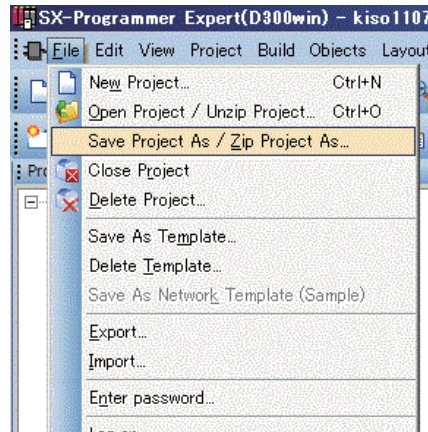 SX-Programmer Expert(D300win) - kiso1107
File Edit View Project Build Objects Layout
New Project... Ctrl+N
Open Project / Unzip Project... Ctrl+O
Save Project As / Zip Project As...
Close Project
Delete Project...
Save As Template...
Delete Template...
Save As Network Template (Sample)
Export...
Import...
Enter password...